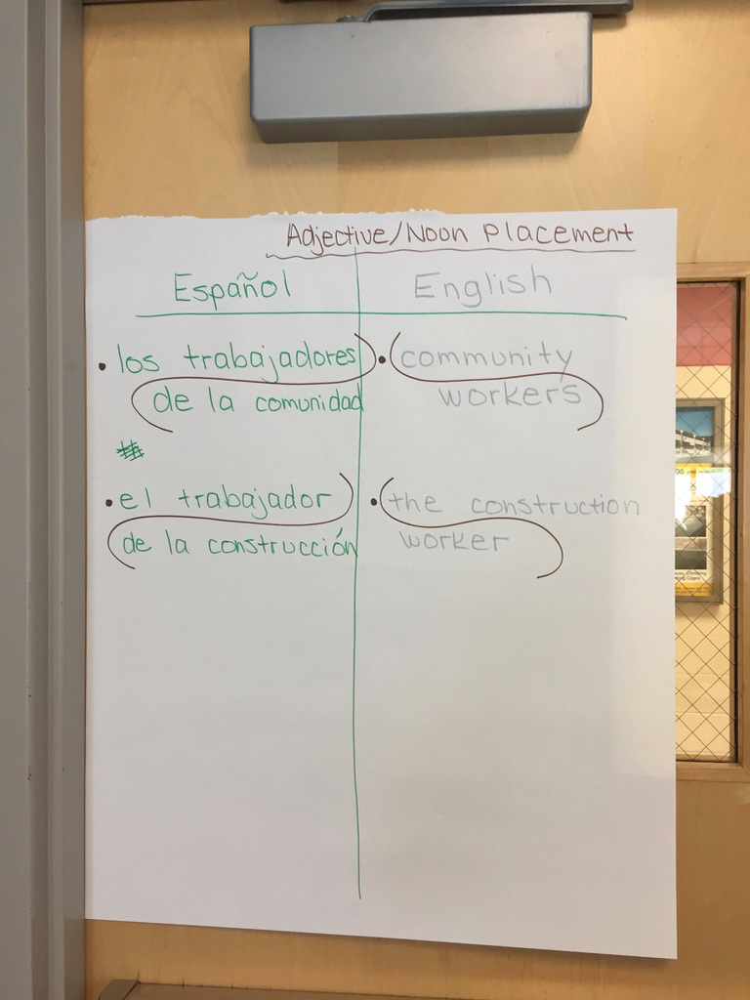 Adjective/Noon Placement
Español
English
• los trabajadores
de la comunidad
• community
workers
• el trabajador
de la construcción
• the construction
worker